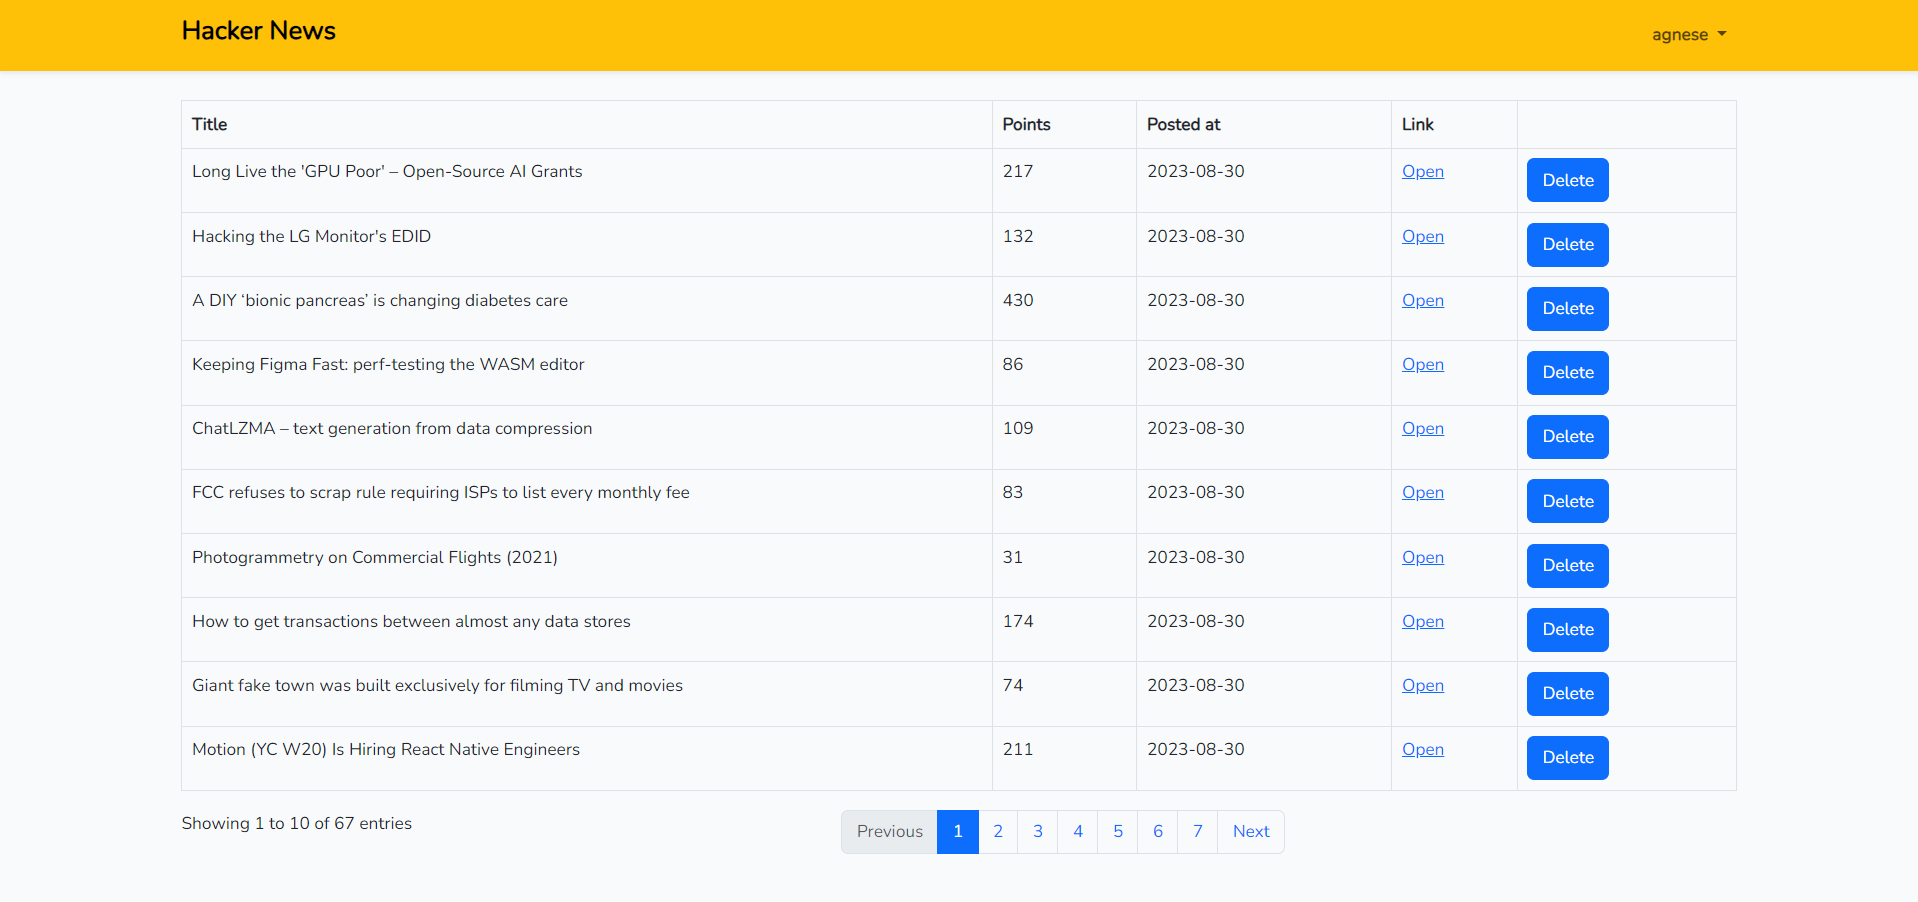 Hacker News
agnese
Title Points Posted at Link
Long Live the 'GPU Poor' – Open-Source AI Grants 217 2023-08-30 Open Delete
Hacking the LG Monitor's EDID 132 2023-08-30 Open Delete
A DIY ‘bionic pancreas’ is changing diabetes care 430 2023-08-30 Open Delete
Keeping Figma Fast: perf-testing the WASM editor 86 2023-08-30 Open Delete
ChatLZMA – text generation from data compression 109 2023-08-30 Open Delete
FCC refuses to scrap rule requiring ISPs to list every monthly fee 83 2023-08-30 Open Delete
Photogrammetry on Commercial Flights (2021) 31 2023-08-30 Open Delete
How to get transactions between almost any data stores 174 2023-08-30 Open Delete
Giant fake town was built exclusively for filming TV and movies 74 2023-08-30 Open Delete
Motion (YC W20) Is Hiring React Native Engineers 211 2023-08-30 Open Delete
Showing 1 to 10 of 67 entries
Previous 1 2 3 4 5 6 7 Next